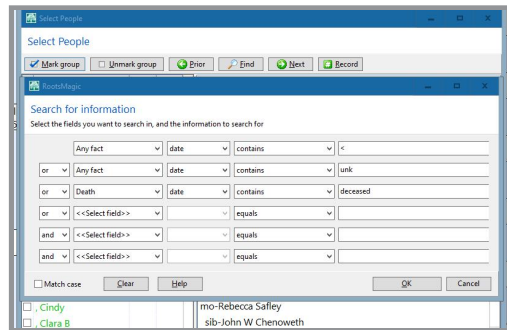 Select People
Select People
Mark group Unmark group Prior Find Next Record
RootsMagic
Search for information
Select the fields you want to search in, and the information to search for
Any fact date contains <
or Any fact date contains unk
or Death date contains deceased
or <<Select field>> equals
and <<Select field>> equals
and <<Select field>> equals
Match case Clear Help OK Cancel
, Cindy mo-Rebecca Safley
, Clara B sib-John W Chenoweth